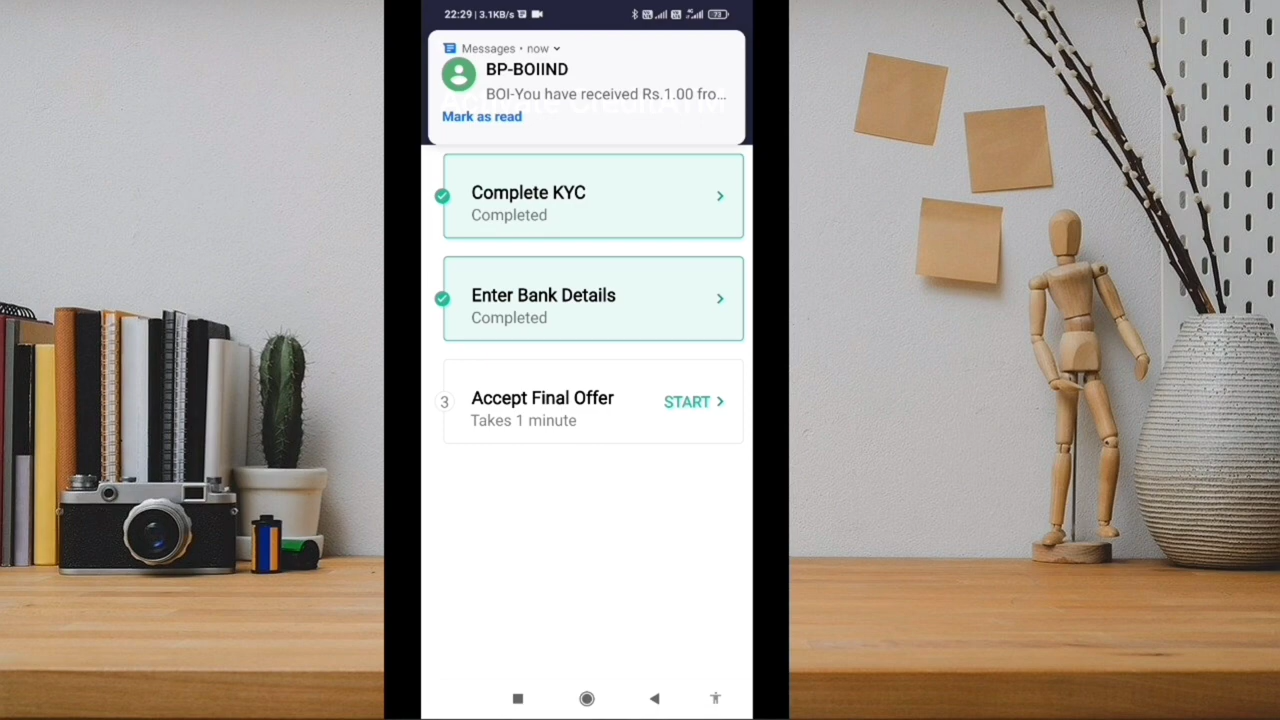 22:29 | 3.1KB/s
73
Messages • now
BP-BOIIND
BOI-You have received Rs.1.00 fro...
Mark as read
Complete KYC
Completed
Enter Bank Details
Completed
3
Accept Final Offer
START
Takes 1 minute